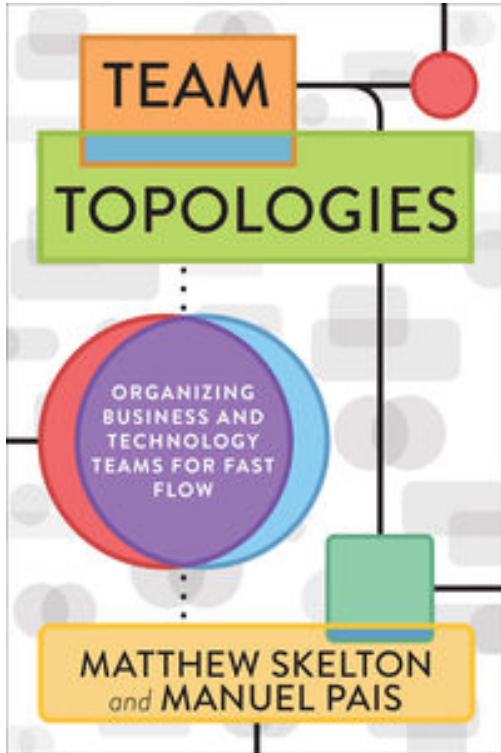 TEAM
TOPOLOGIES
ORGANIZING
BUSINESS AND
TECHNOLOGY
TEAMS FOR FAST
FLOW
MATTHEW SKELTON
and MANUEL PAIS